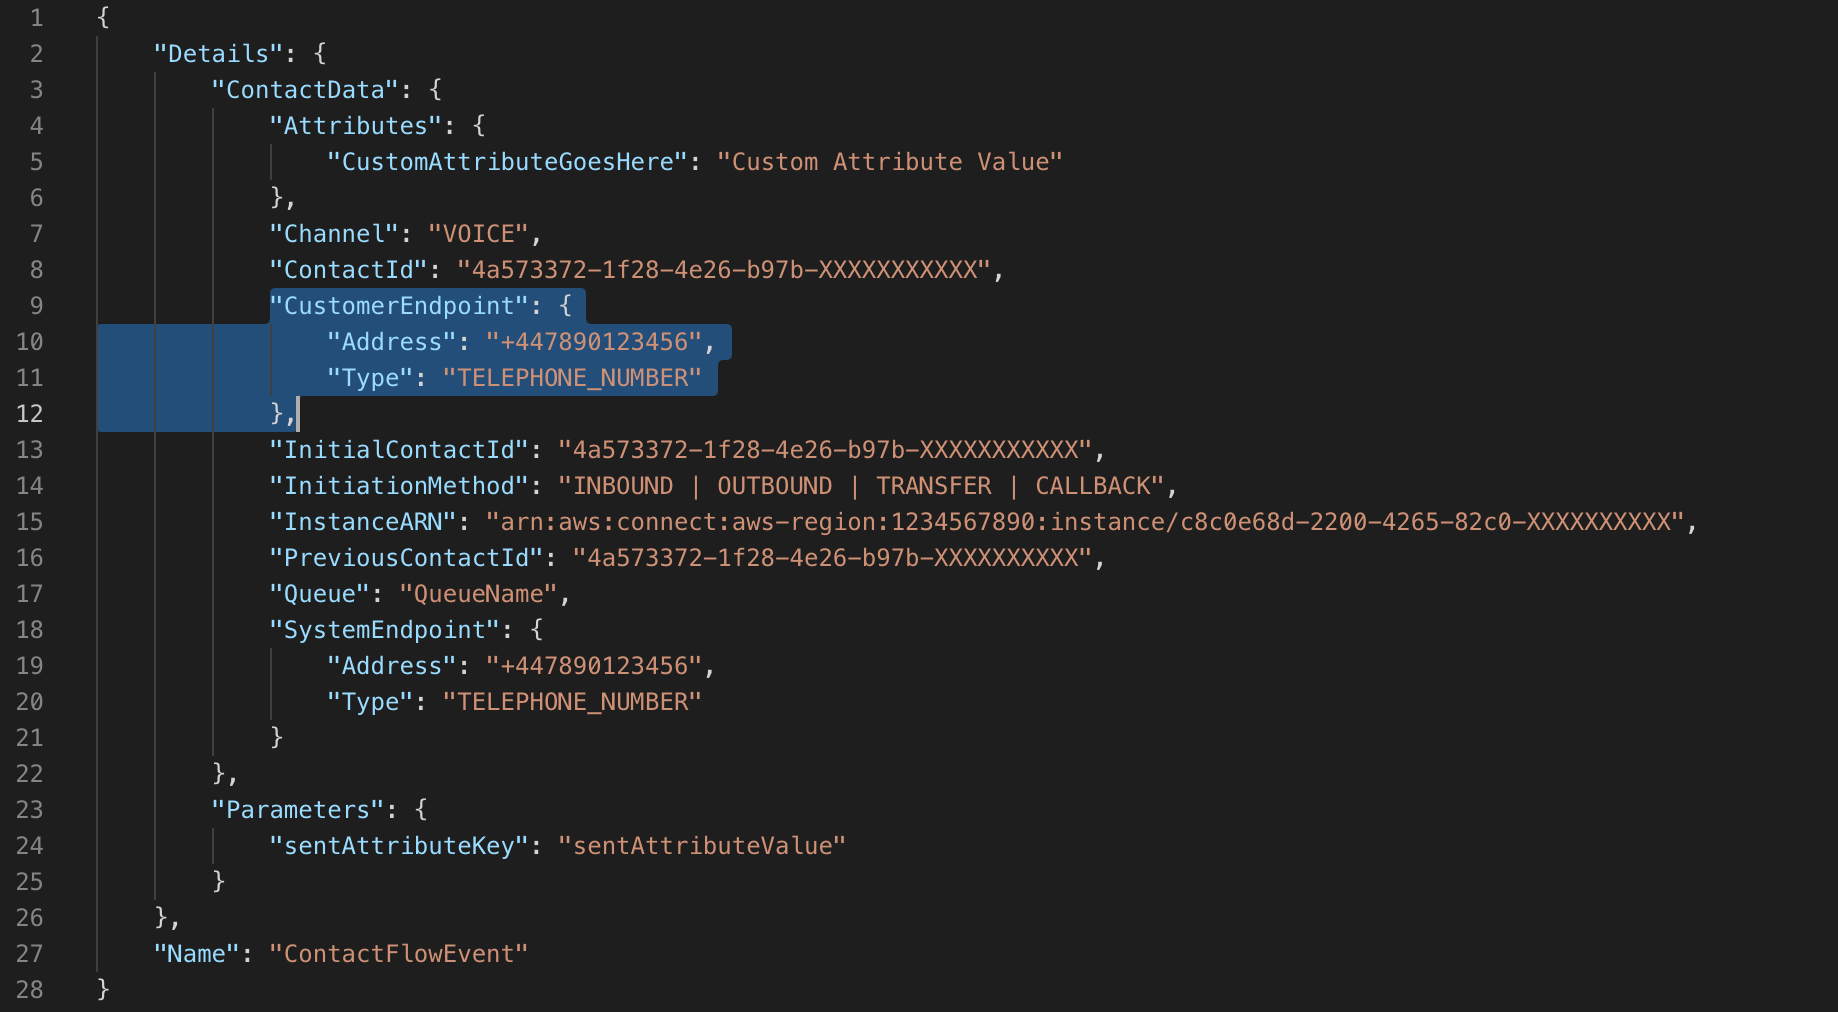 1 {
2 "Details": {
3 "ContactData": {
4 "Attributes": {
5 "CustomAttributeGoesHere": "Custom Attribute Value"
6 },
7 "Channel": "VOICE",
8 "ContactId": "4a573372-1f28-4e26-b97b-XXXXXXXXXXX",
9 "CustomerEndpoint": {
10 "Address": "+447890123456",
11 "Type": "TELEPHONE_NUMBER"
12 },
13 "InitialContactId": "4a573372-1f28-4e26-b97b-XXXXXXXXXXX",
14 "InitiationMethod": "INBOUND | OUTBOUND | TRANSFER | CALLBACK",
15 "InstanceARN": "arn:aws:connect:aws-region:1234567890:instance/c8c0e68d-2200-4265-82c0-XXXXXXXXXX",
16 "PreviousContactId": "4a573372-1f28-4e26-b97b-XXXXXXXXXX",
17 "Queue": "QueueName",
18 "SystemEndpoint": {
19 "Address": "+447890123456",
20 "Type": "TELEPHONE_NUMBER"
21 }
22 },
23 "Parameters": {
24 "sentAttributeKey": "sentAttributeValue"
25 }
26 },
27 "Name": "ContactFlowEvent"
28 }